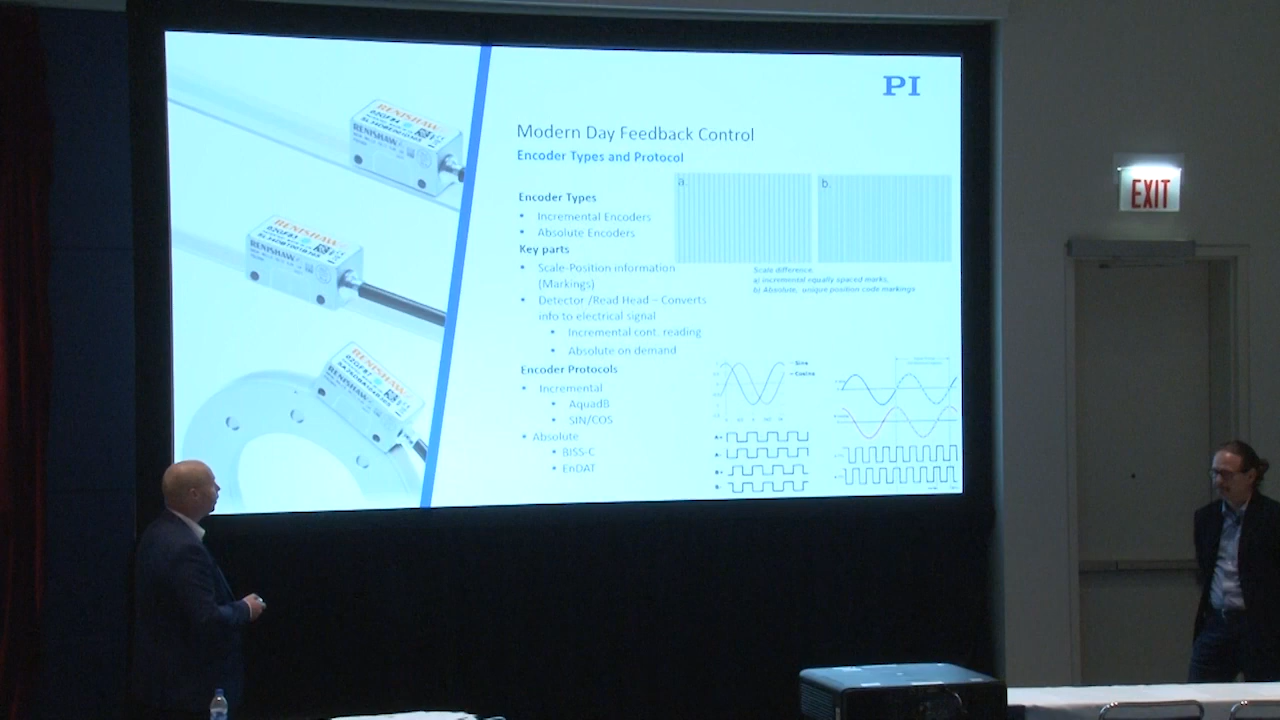 PI
Modern Day Feedback Control
Encoder Types and Protocol
Encoder Types
• Incremental Encoders
• Absolute Encoders
Key parts
• Scale-Position information
(Markings)
• Detector /Read Head – Converts
info to electrical signal
• Incremental cont. reading
• Absolute on demand
Encoder Protocols
• Incremental
• AquadB
• SIN/COS
• Absolute
• BISS-C
• EnDAT
a.
b.
Scale difference:
a) Incremental equally spaced marks,
b) Absolute, unique position code markings
Sine
Cosine
RENISHAW
RENISHAW
RENISHAW
RENISHAW
RENISHAW
RENISHAW
EXIT